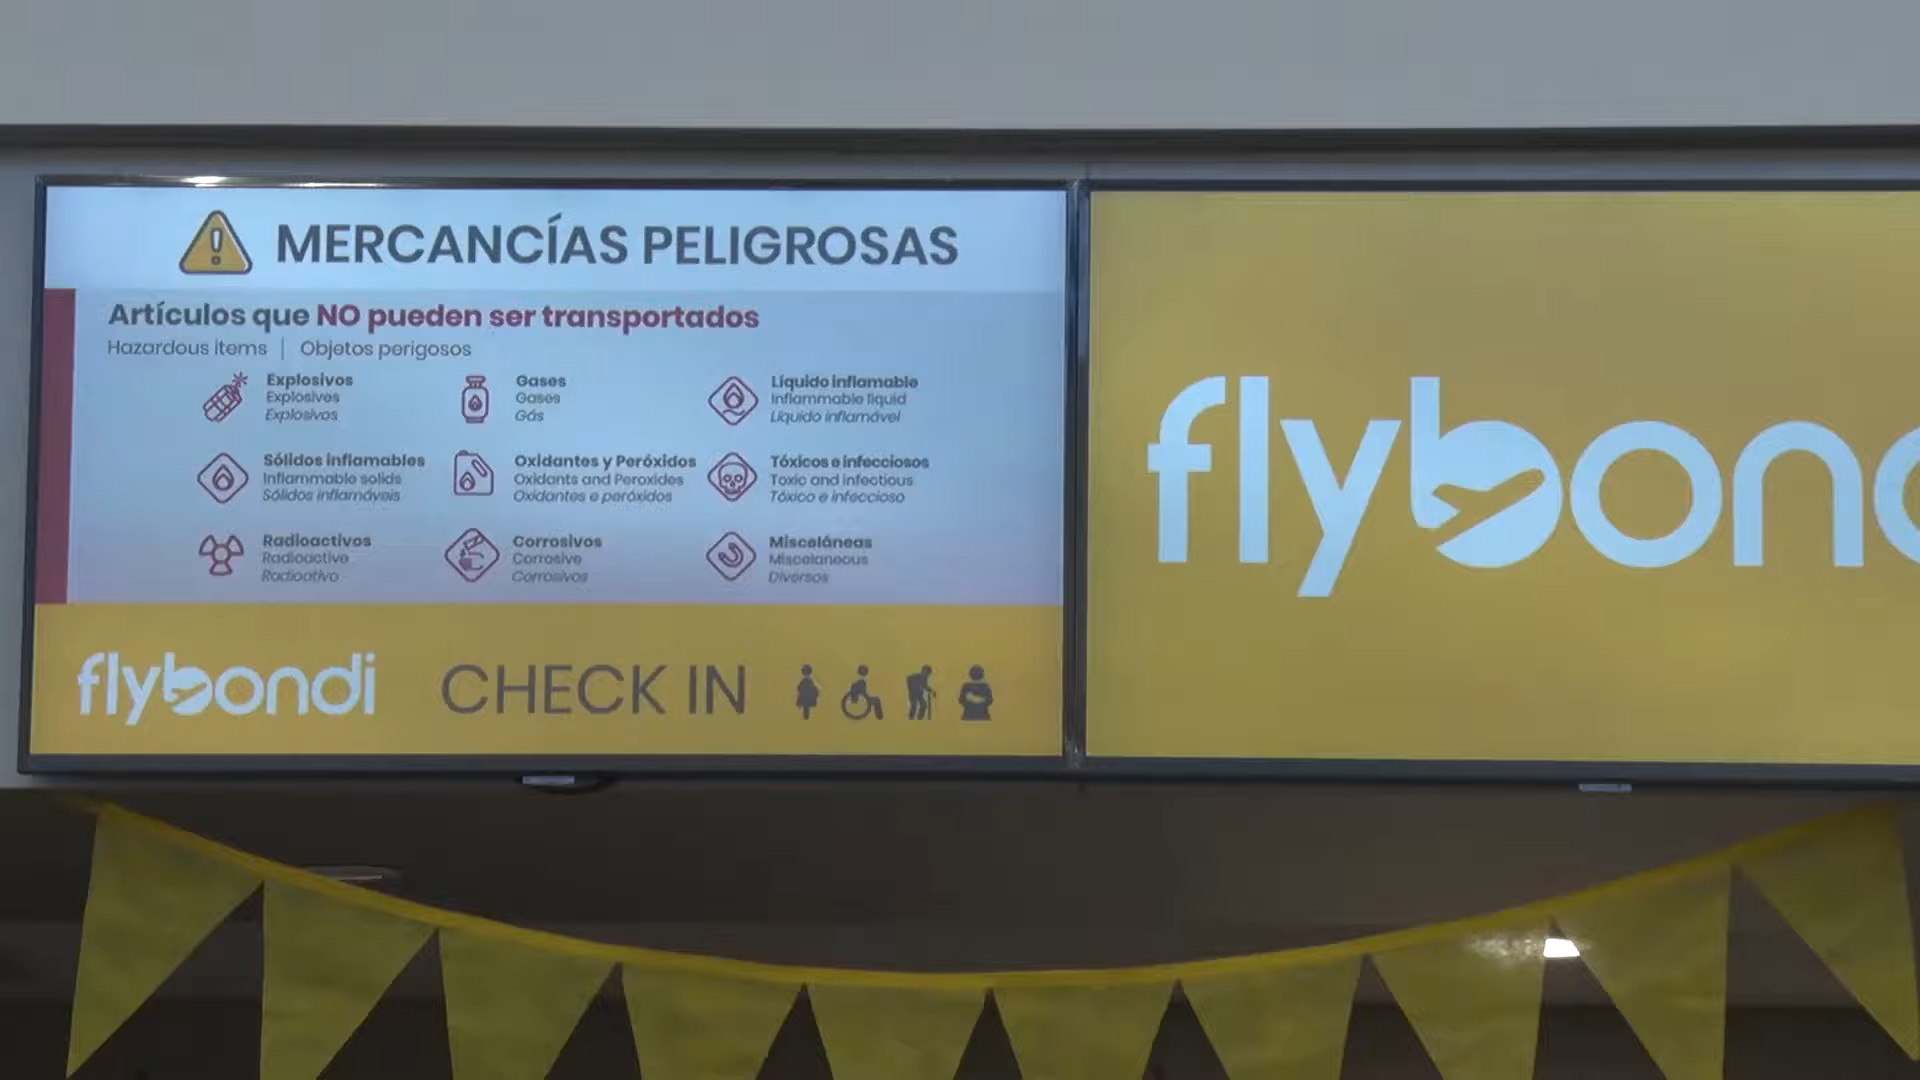 MERCANCÍAS PELIGROSAS
Artículos que NO pueden ser transportados
Hazardous items | Objetos perigosos
Explosivos
Explosives
Explosivos
Gases
Gases
Gás
Líquido inflamable
Inflammable liquid
Líquido inflamável
Sólidos inflamables
Inflammable solids
Sólidos inflamáveis
Oxidantes y Peróxidos
Oxidants and Peroxides
Oxidantes e peróxidos
Tóxicos e infecciosos
Toxic and infectious
Tóxico e infeccioso
Radioactivos
Radioactive
Radioativo
Corrosivos
Corrosive
Corrosivos
Misceláneas
Miscelaneous
Diversos
flybondi CHECK IN
flybond